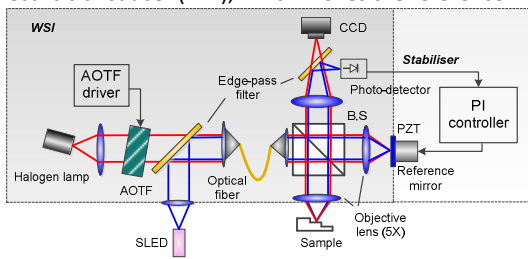 WSI
CCD
AOTF
driver
Edge-pass
filter
Stabiliser
Photo-detector
PI
controller
B,S
PZT
Halogen lamp
AOTF
Optical
fiber
Reference
mirror
Objective
lens (5X)
SLED
Sample